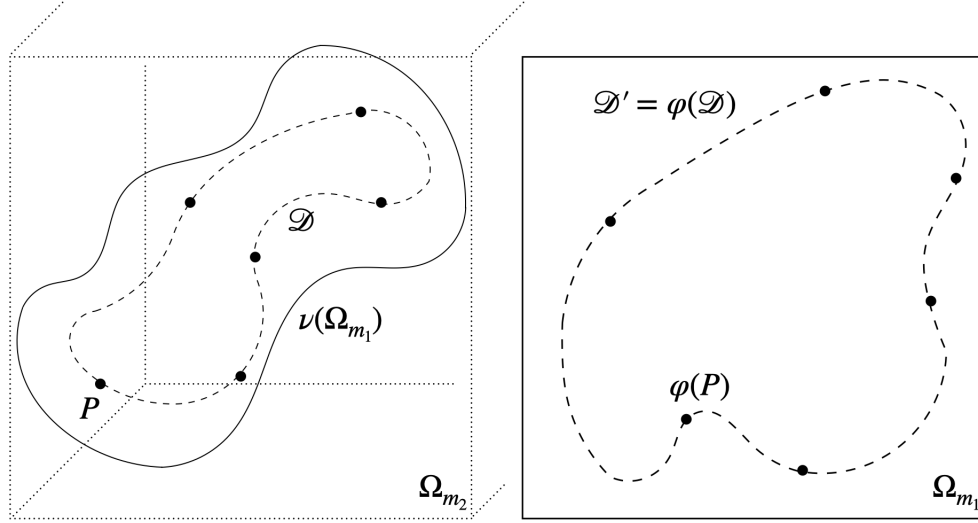 𝒟
ν(Ω_{m_1})
P
Ω_{m_2}
𝒟′ = φ(𝒟)
φ(P)
Ω_{m_1}